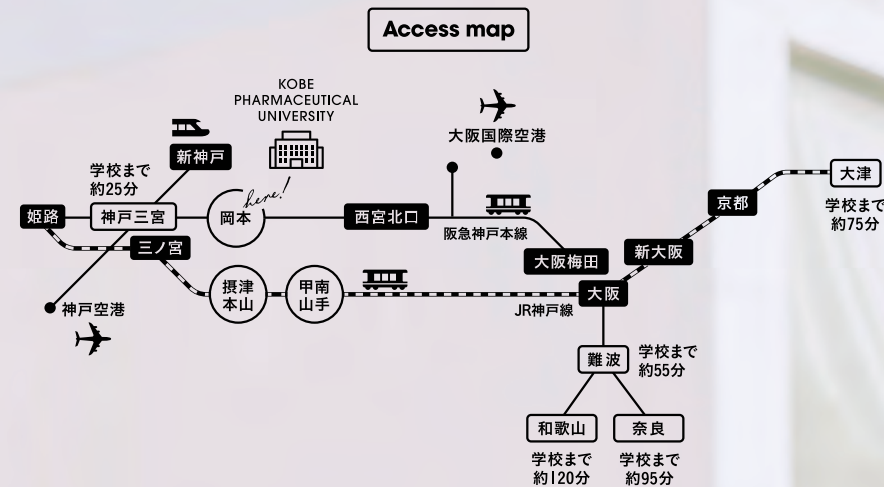 Access map
KOBE
PHARMACEUTICAL
UNIVERSITY
大阪国際空港
新神戸
学校まで
約25分
here!
大津
学校まで
約75分
京都
姫路
神戸三宮
岡本
西宮北口
阪急神戸本線
三ノ宮
大阪梅田
新大阪
摂津
本山
甲南
山手
大阪
JR神戸線
神戸空港
難波
学校まで
約55分
和歌山
奈良
学校まで
約120分
学校まで
約95分